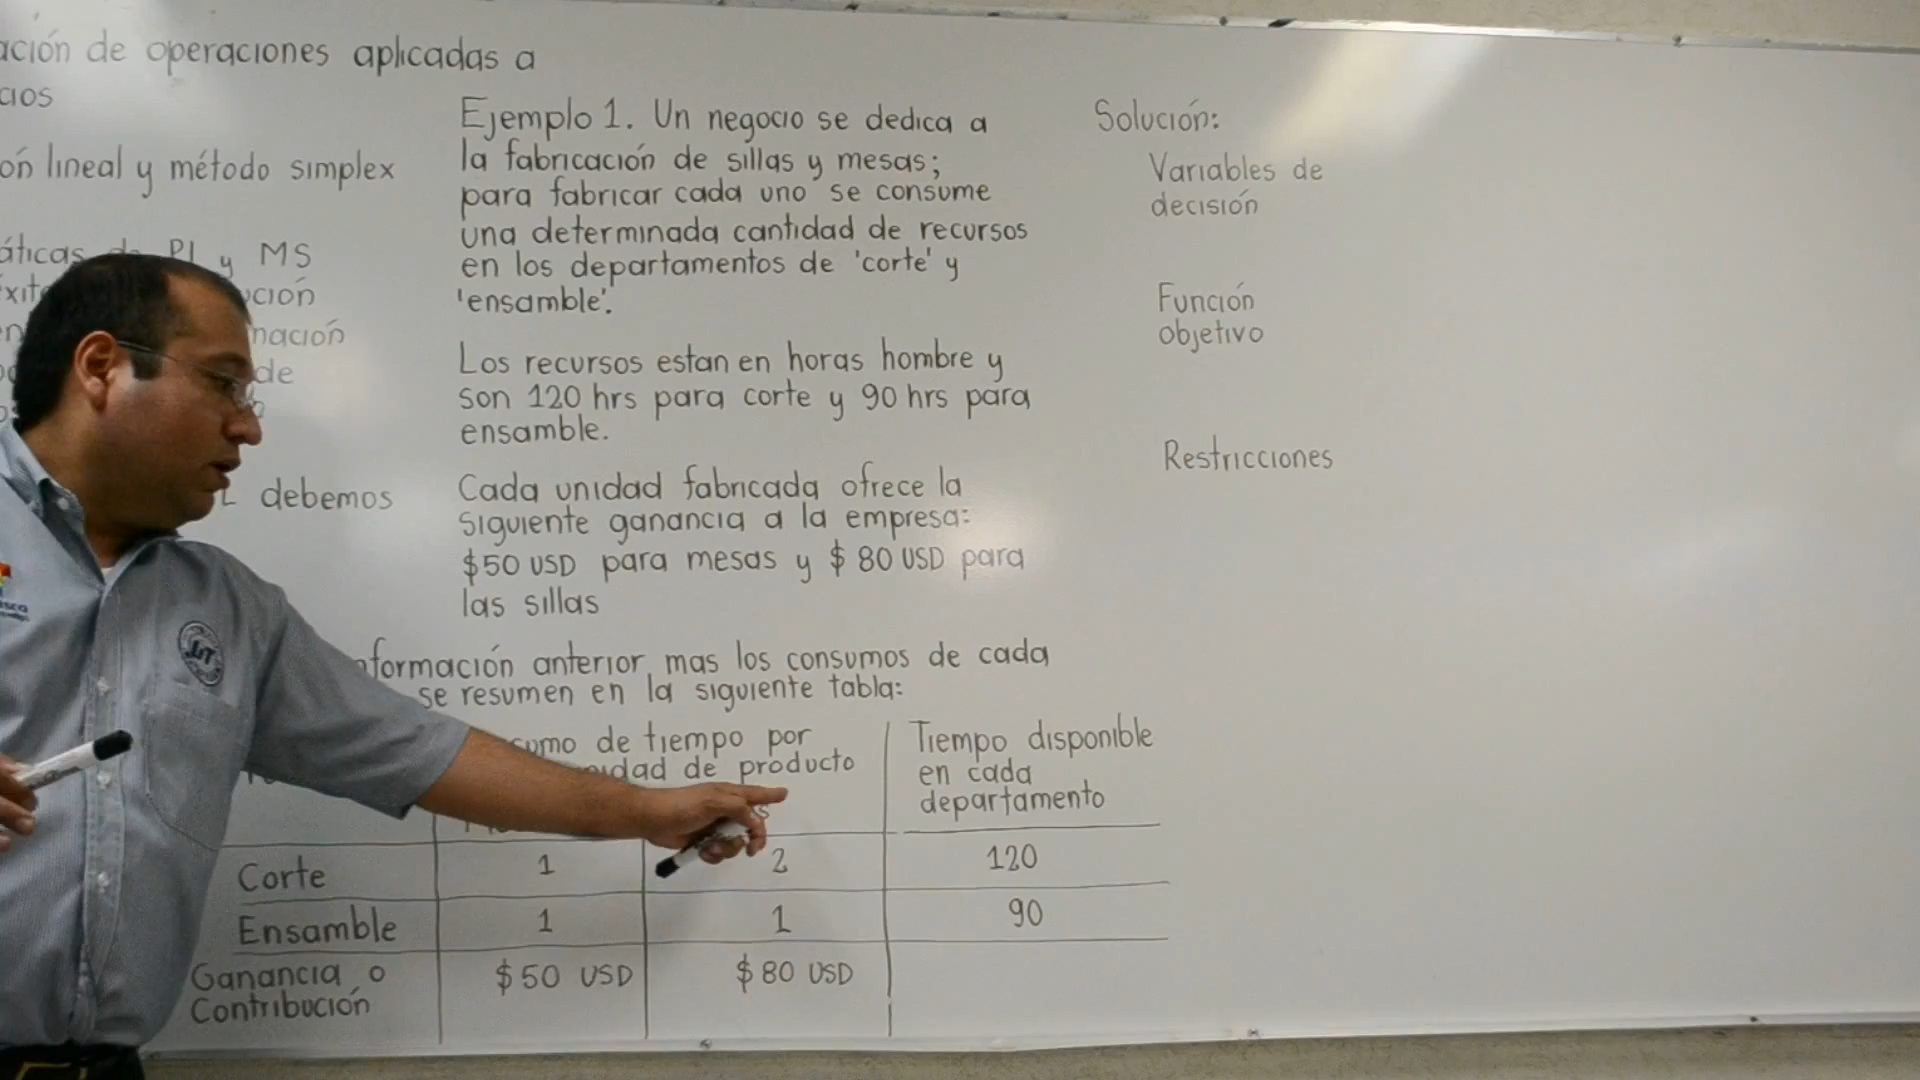 ación de operaciones aplicadas a
cios
ón lineal y método simplex
áticas de PL y MS
ción
mación
de
debemos
Ejemplo 1. Un negocio se dedica a
la fabricación de sillas y mesas;
para fabricar cada uno se consume
una determinada cantidad de recursos
en los departamentos de 'corte' y
'ensamble'.
Los recursos estan en horas hombre y
son 120 hrs para corte y 90 hrs para
ensamble.
Cada unidad fabricada ofrece la
siguiente ganancia a la empresa:
$50 USD para mesas y $80 USD para
las sillas
nformación anterior, mas los consumos de cada
se resumen en la siguiente tabla:
sumo de tiempo por
nidad de producto
Tiempo disponible
en cada
departamento
Corte 1 2 120
Ensamble 1 1 90
Ganancia o
Contribución
$50 USD $80 USD
Solución:
Variables de
decisión
Función
objetivo
Restricciones